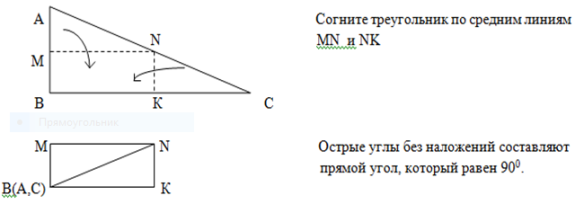 A
Согните треугольник по средним линиям
MN и NK
N
M
B
K
C
Прямоугольник
M
N
Острые углы без наложений составляют
прямой угол, который равен 90⁰.
B(A,C)
K